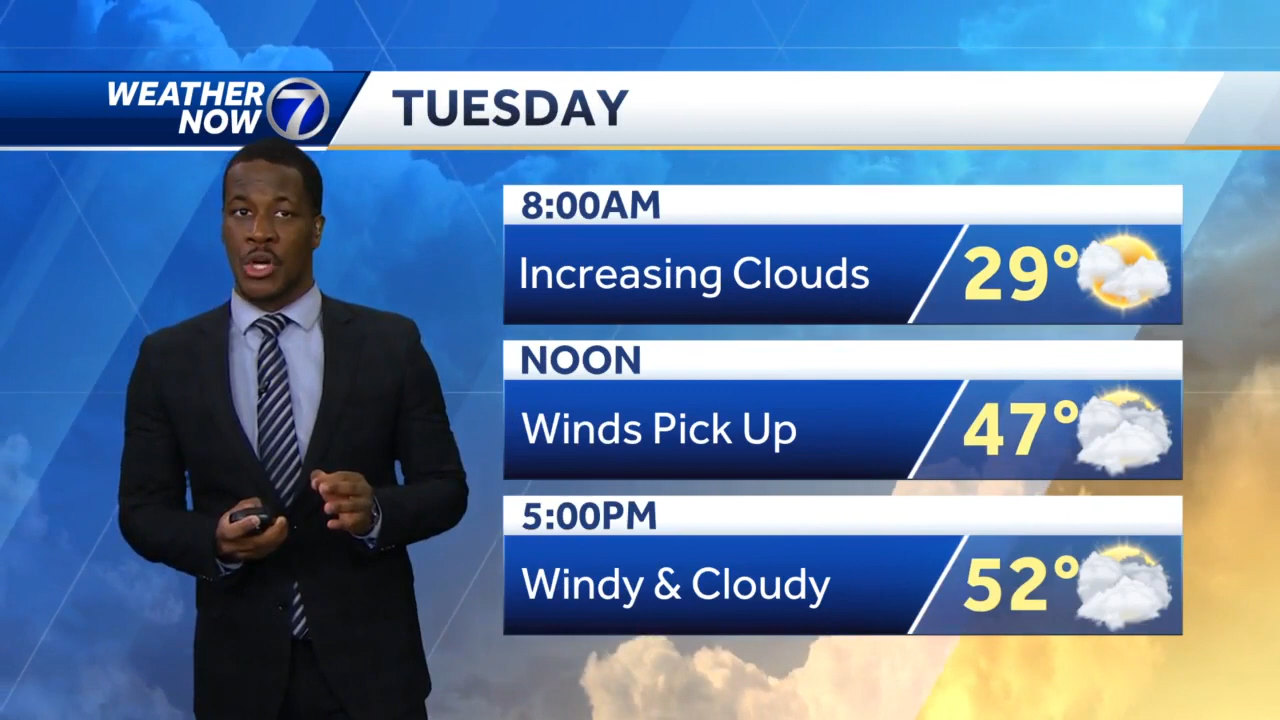 WEATHER
NOW 7
TUESDAY
8:00AM
Increasing Clouds 29°
NOON
Winds Pick Up 47°
5:00PM
Windy & Cloudy 52°